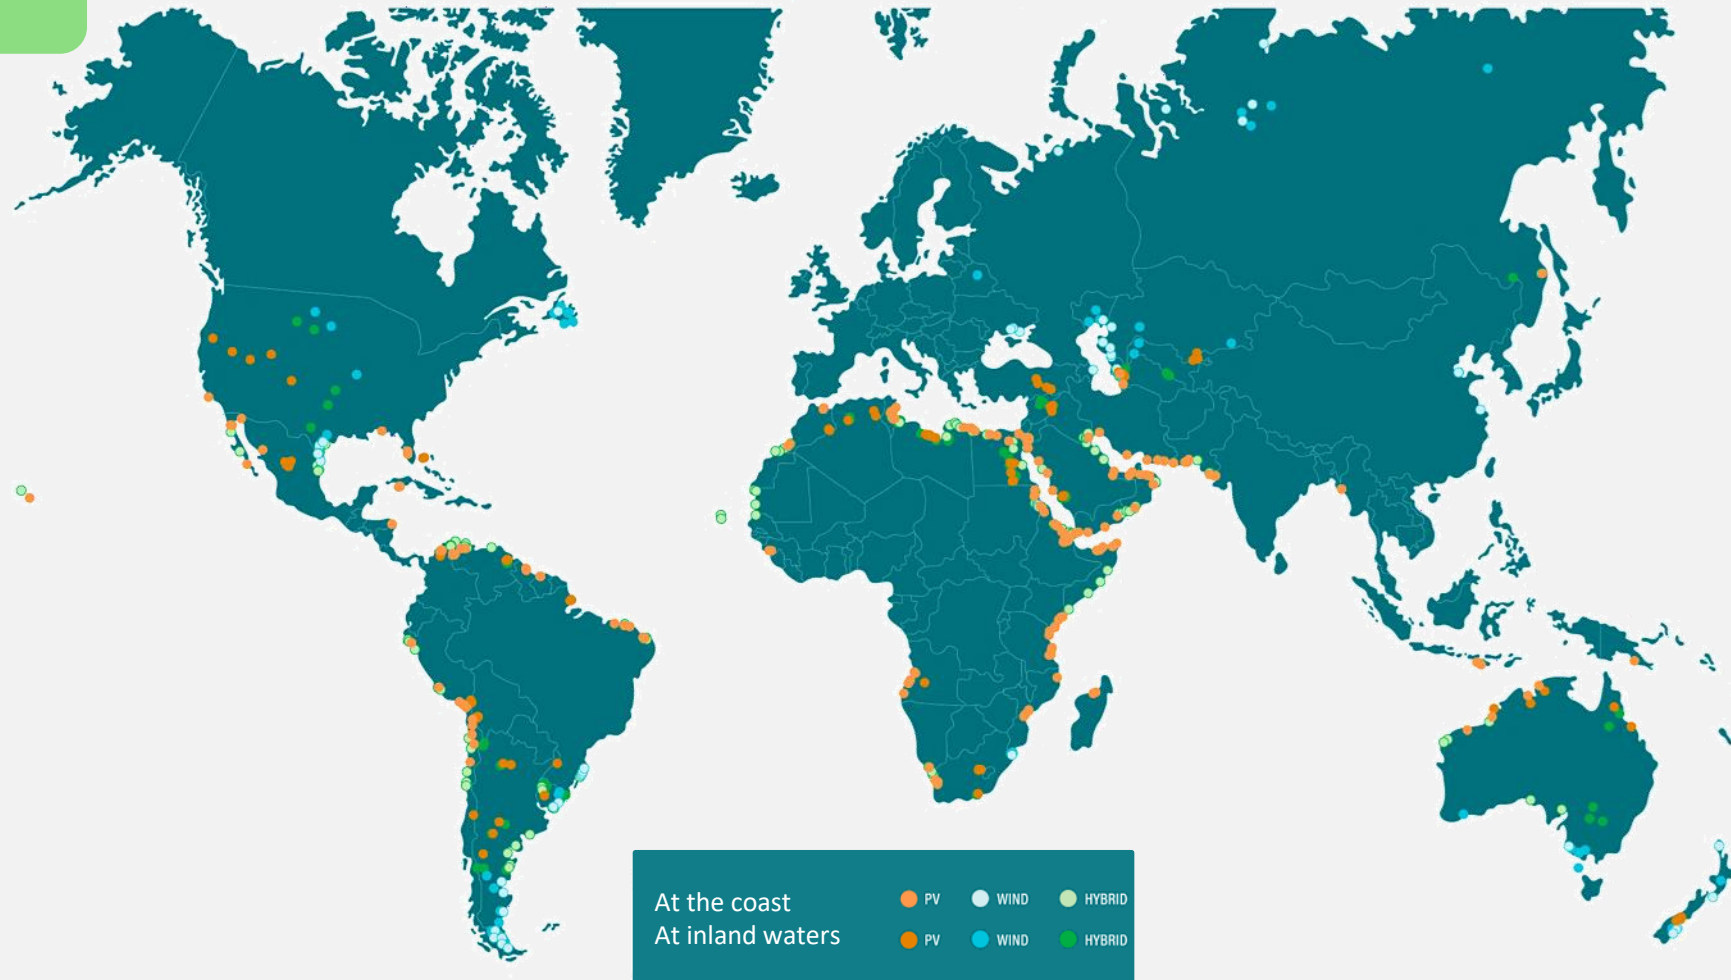 At the coast PV WIND HYBRID
At inland waters PV WIND HYBRID